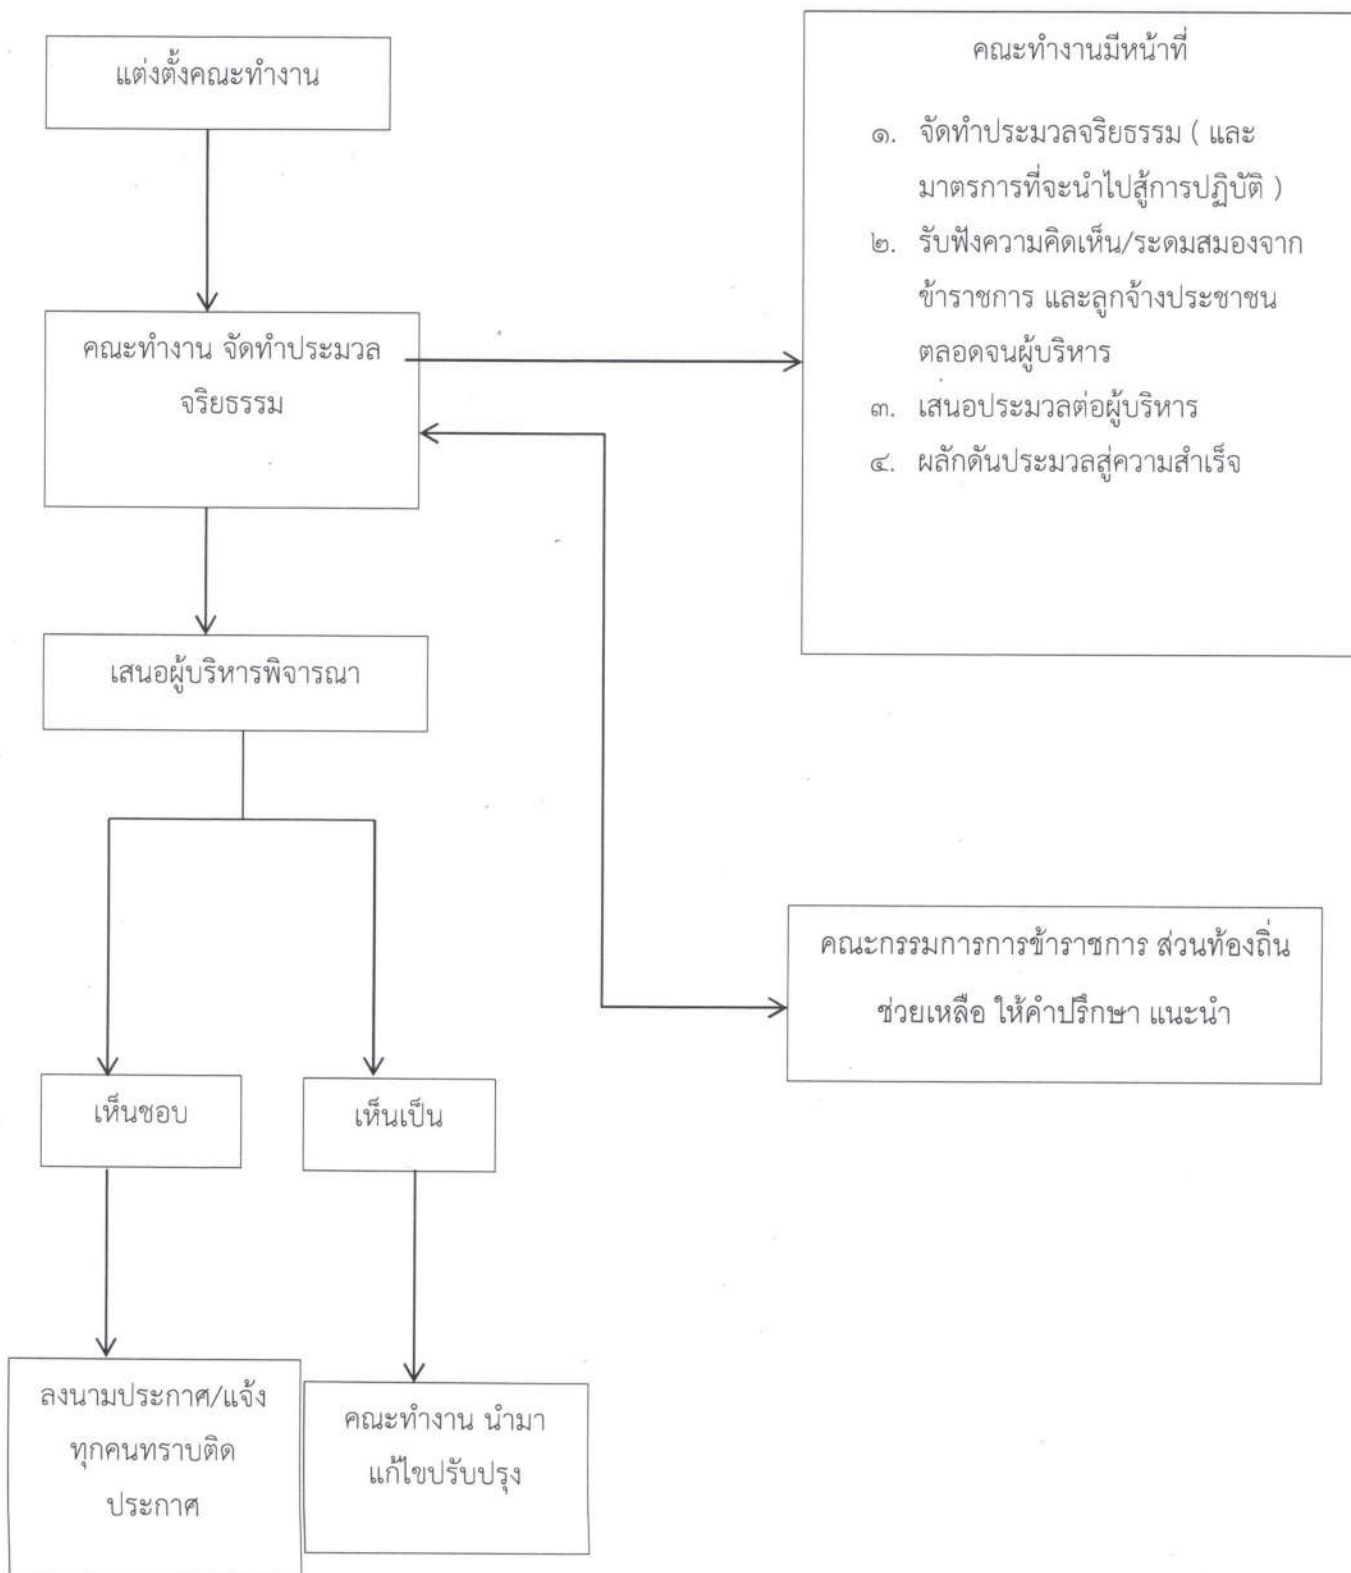 แต่งตั้งคณะทำงาน
คณะทำงานมีหน้าที่
๑. จัดทำประมวลจริยธรรม ( และ
มาตรการที่จะนำไปสู้การปฏิบัติ )
๒. รับฟังความคิดเห็น/ระดมสมองจาก
ข้าราชการ และลูกจ้างประชาชน
ตลอดจนผู้บริหาร
๓. เสนอประมวลต่อผู้บริหาร
๔. ผลักดันประมวลสู่ความสำเร็จ
คณะทำงาน จัดทำประมวล
จริยธรรม
เสนอผู้บริหารพิจารณา
คณะกรรมการการข้าราชการ ส่วนท้องถิ่น
ช่วยเหลือ ให้คำปรึกษา แนะนำ
เห็นชอบ
เห็นเป็น
ลงนามประกาศ/แจ้ง
ทุกคนทราบติด
ประกาศ
คณะทำงาน นำมา
แก้ไขปรับปรุง